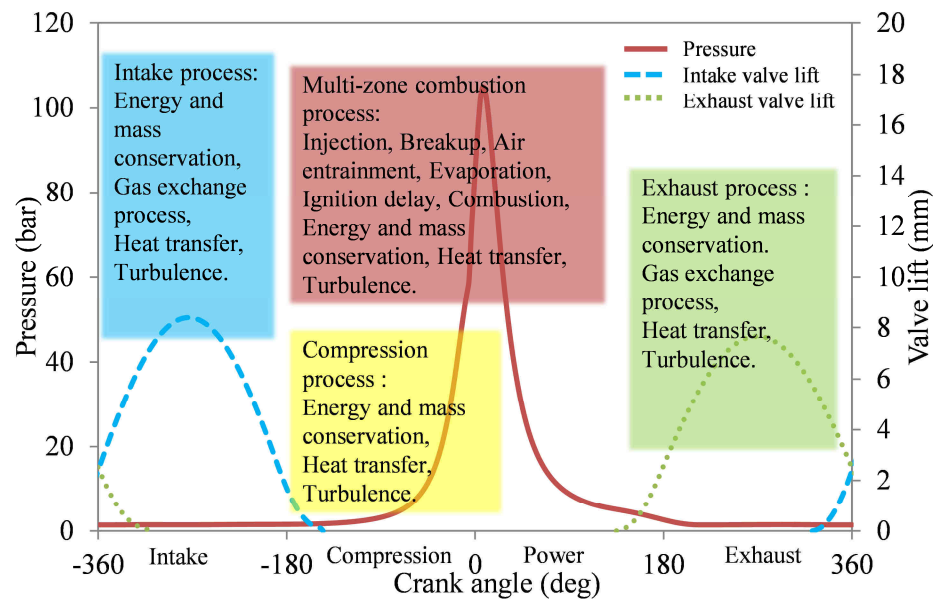 120
100
80
60
40
20
0
Pressure (bar)
20
18
16
14
12
10
8
6
4
2
0
Valve lift (mm)
Pressure
Intake valve lift
Exhaust valve lift
Intake process:
Energy and
mass
conservation,
Gas exchange
process,
Heat transfer,
Turbulence.
Multi-zone combustion
process:
Injection, Breakup, Air
entrainment, Evaporation,
Ignition delay, Combustion,
Energy and mass
conservation, Heat transfer,
Turbulence.
Compression
process :
Energy and mass
conservation,
Heat transfer,
Turbulence.
Exhaust process :
Energy and mass
conservation.
Gas exchange
process,
Heat transfer,
Turbulence.
-360 Intake -180 Compression 0 Power 180 Exhaust 360
Crank angle (deg)